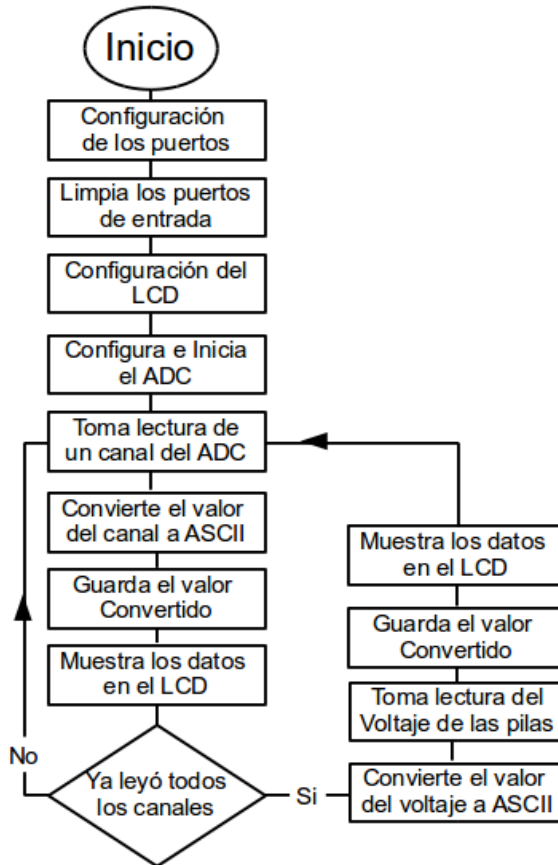 Inicio
Configuración
de los puertos
Limpia los puertos
de entrada
Configuración del
LCD
Configura e Inicia
el ADC
Toma lectura de
un canal del ADC
Convierte el valor
del canal a ASCII
Guarda el valor
Convertido
Muestra los datos
en el LCD
Ya leyó todos
los canales
No
Si
Muestra los datos
en el LCD
Guarda el valor
Convertido
Toma lectura del
Voltaje de las pilas
Convierte el valor
del voltaje a ASCII